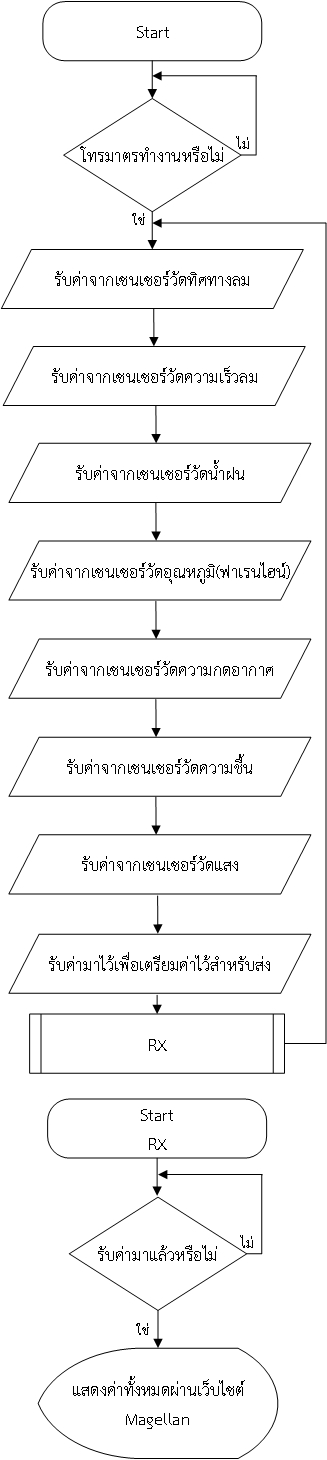 Start
โทรมาตรทำงานหรือไม่
ไม่
ใช่
รับค่าจากเซนเซอร์วัดทิศทางลม
รับค่าจากเซนเซอร์วัดความเร็วลม
รับค่าจากเซนเซอร์วัดน้ำฝน
รับค่าจากเซนเซอร์วัดอุณหภูมิ(ฟาเรนไฮน์)
รับค่าจากเซนเซอร์วัดความกดอากาศ
รับค่าจากเซนเซอร์วัดความชื้น
รับค่าจากเซนเซอร์วัดแสง
รับค่ามาไว้เพื่อเตรียมค่าไว้สำหรับส่ง
RX
Start
RX
รับค่ามาแล้วหรือไม่
ไม่
ใช่
แสดงค่าทั้งหมดผ่านเว็บไซต์
Magellan